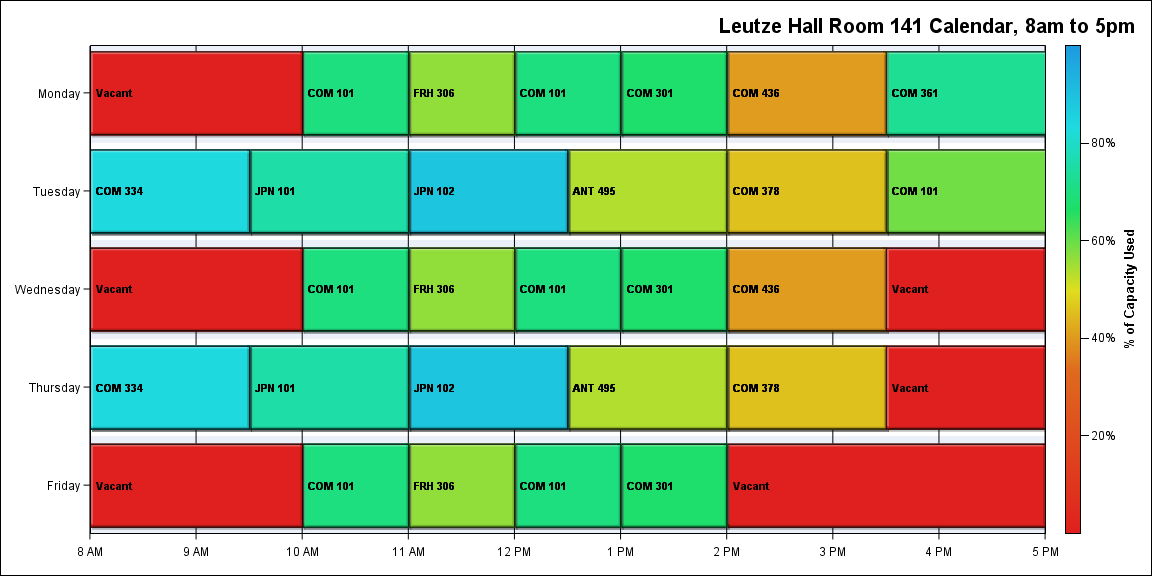 Leutze Hall Room 141 Calendar, 8am to 5pm
Monday
Vacant
COM 101
FRH 306
COM 101
COM 301
COM 436
COM 361
Tuesday
COM 334
JPN 101
JPN 102
ANT 495
COM 378
COM 101
Wednesday
Vacant
COM 101
FRH 306
COM 101
COM 301
COM 436
Vacant
Thursday
COM 334
JPN 101
JPN 102
ANT 495
COM 378
Vacant
Friday
Vacant
COM 101
FRH 306
COM 101
COM 301
Vacant
8 AM
9 AM
10 AM
11 AM
12 PM
1 PM
2 PM
3 PM
4 PM
5 PM
80%
60%
40%
20%
% of Capacity Used